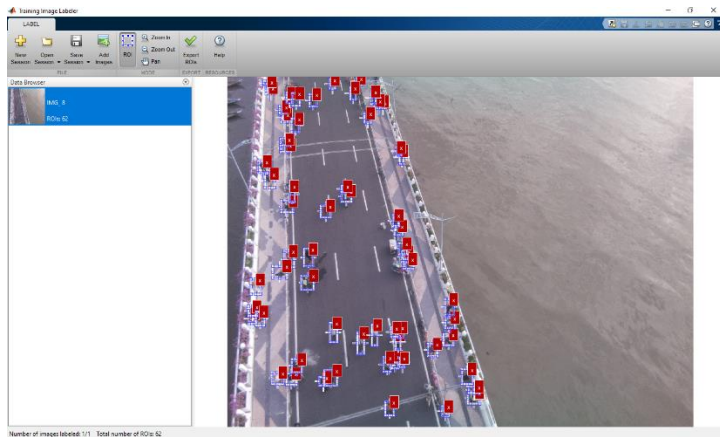 Training Image Labeler
LABEL
New Session
Open Session
Save Session
Add Images
ROI
Zoom In
Zoom Out
Pan
Export ROIs
Help
FILE
MODE
EXPORT
RESOURCES
Data Browser
IMG_8
ROIs: 62
Number of images labeled: 1/1 Total number of ROIs: 62